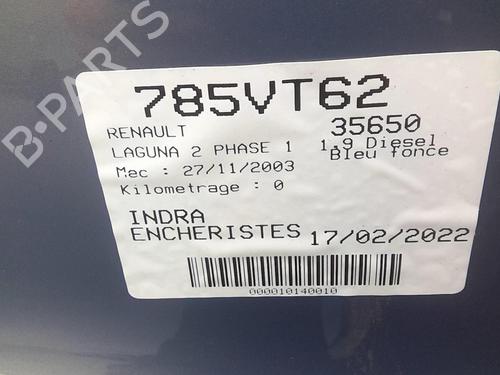 B-PARTS
785VT62
RENAULT 35650
LAGUNA 2 PHASE 1 1.9 Diesel
Mec : 27/11/2003 Bleu fonce
Kilometrage : 0
INDRA
ENCHERISTES 17/02/2022
000010140010